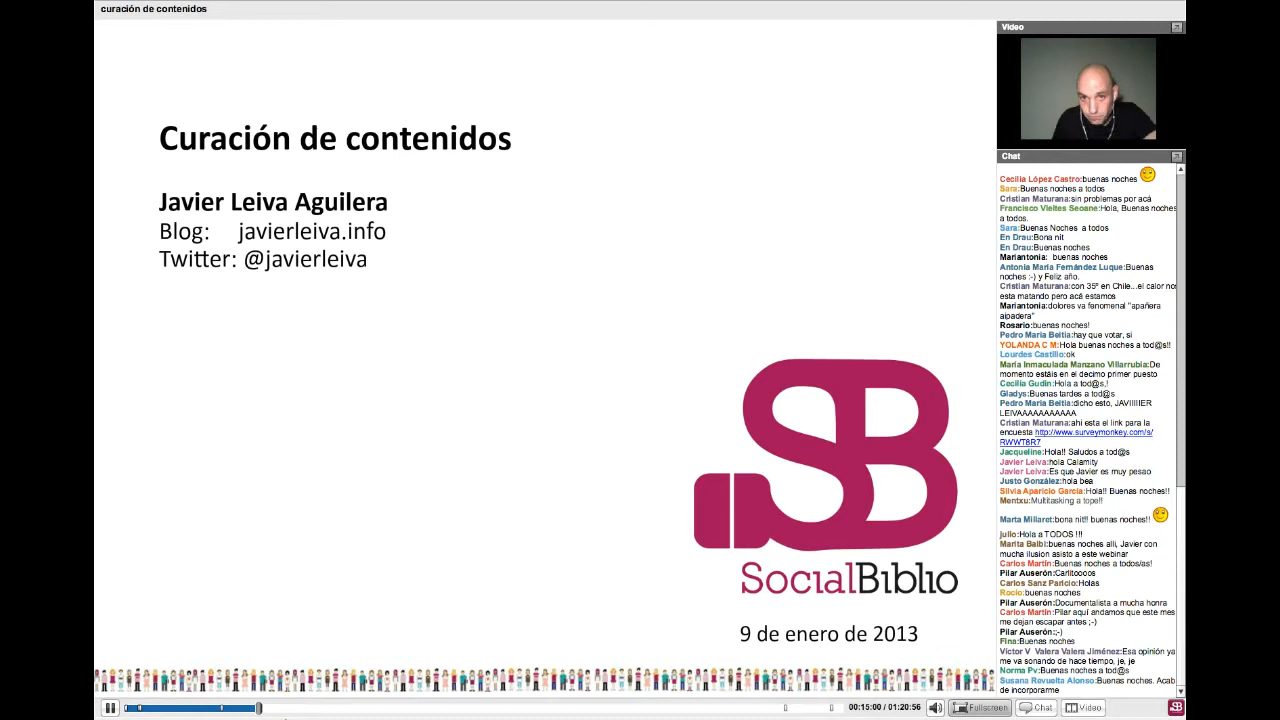 curación de contenidos
Curación de contenidos
Javier Leiva Aguilera
Blog: javierleiva.info
Twitter: @javierleiva
SB
SocialBiblio
9 de enero de 2013
Video
Chat
Cecilia López Castro:buenas noches
Sara:Buenas noches a todos
Cristian Maturana:sin problemas por acá
Francisco Vieites Seoane:Hola, Buenas noches
a todos.
Sara:Buenas Noches a todos
En Drau:Bona nit
En Drau:Buenas noches
Mariantonia: buenas noches
Antonia María Fernández Luque:Buenas
noches :-) y Feliz año.
Cristian Maturana:con 35º en Chile...el calor nos
esta matando pero acá estamos
Mariantonia:dolores va fenomenal "apañera
aipadera"
Rosario:buenas noches!
Pedro María Beitia:hay que votar, si
YOLANDA C M:Hola buenas noches a tod@s!!
Lourdes Castillo:ok
María Inmaculada Manzano Villarrubia:De
momento estáis en el decimo primer puesto
Cecilia Gudin:Hola a tod@s,!
Gladys:Buenas tardes a tod@s
Pedro María Beitia:dicho esto, JAVIIIIIER
LEIVAAAAAAAAAAA
Cristian Maturana:ahi esta el link para la
encuesta http://www.surveymonkey.com/s/
RWWT8R7
Jacqueline:Hola!! Saludos a tod@s
Javier Leiva:hola Calamity
Javier Leiva:Es que Javier es muy pesao
Justo González:hola bea
Silvia Aparicio García:Hola!! Buenas noches!!
Mentxu:Multitasking a tope!!
Marta Millaret:bona nit!! buenas noches!!
julio:Hola a TODOS !!!
Marita Balbi:buenas noches alli, Javier con
mucha ilusion asisto a este webinar
Carlos Martín:Buenas noches a todos/as!
Pilar Auserón:Carlitoooos
Carlos Sanz Paricio:Holas
Rocío:buenas noches
Pilar Auserón:Documentalista a mucha honra
Carlos Martín:Pilar aquí andamos que este mes
me dejan escapar antes ;-)
Pilar Auserón:;-)
Fina:Buenas noches
Victor V Valera Valera Jiménez:Esa opinión ya
me va sonando de hace tiempo, je, je
Norma Pv:Buenas noches a tod@s
Susana Revuelta Alonso:Buenas noches. Acabo
de incorporarme
00:15:00 / 01:20:56
Fullscreen
Chat
Video
SB